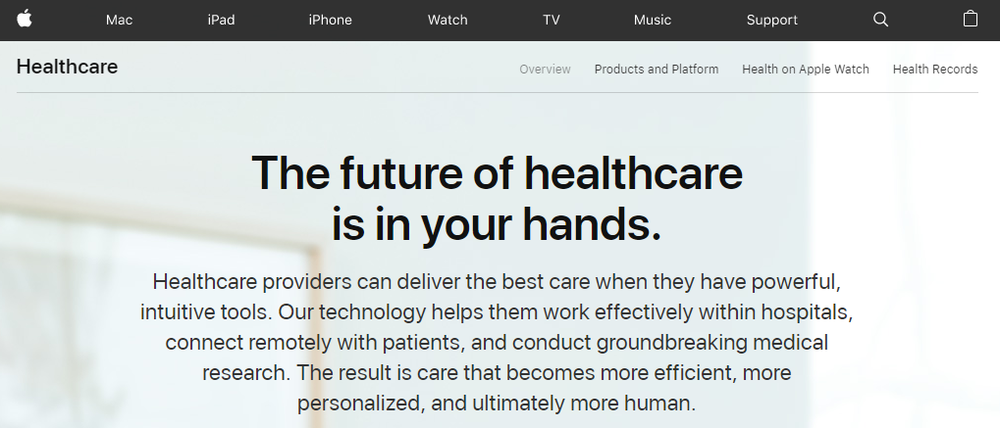 Mac iPad iPhone Watch TV Music Support
Healthcare
Overview Products and Platform Health on Apple Watch Health Records
The future of healthcare
is in your hands.
Healthcare providers can deliver the best care when they have powerful,
intuitive tools. Our technology helps them work effectively within hospitals,
connect remotely with patients, and conduct groundbreaking medical
research. The result is care that becomes more efficient, more
personalized, and ultimately more human.